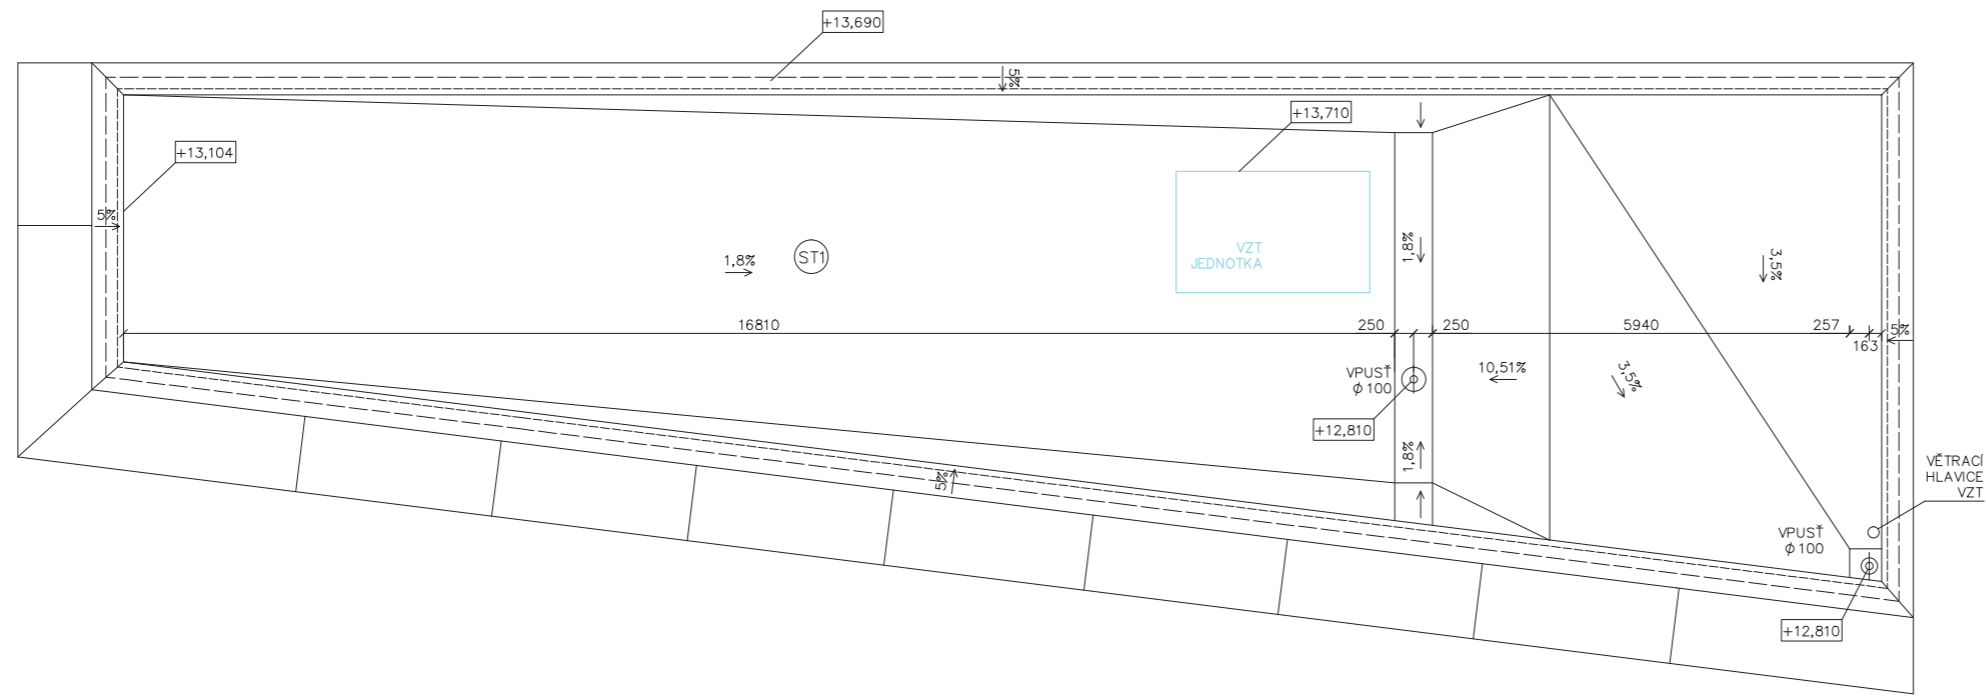 +13,690
5%
+13,710
+13,104
5%
1,8%
ST1
VZT
JEDNOTKA
1,8%
3,5%
16810
250
250
5940
257
163
5%
VPUSŤ
ϕ100
10,51%
3,5%
+12,810
1,8%
5%
VĚTRACÍ
HLAVICE
VZT
VPUSŤ
ϕ100
+12,810